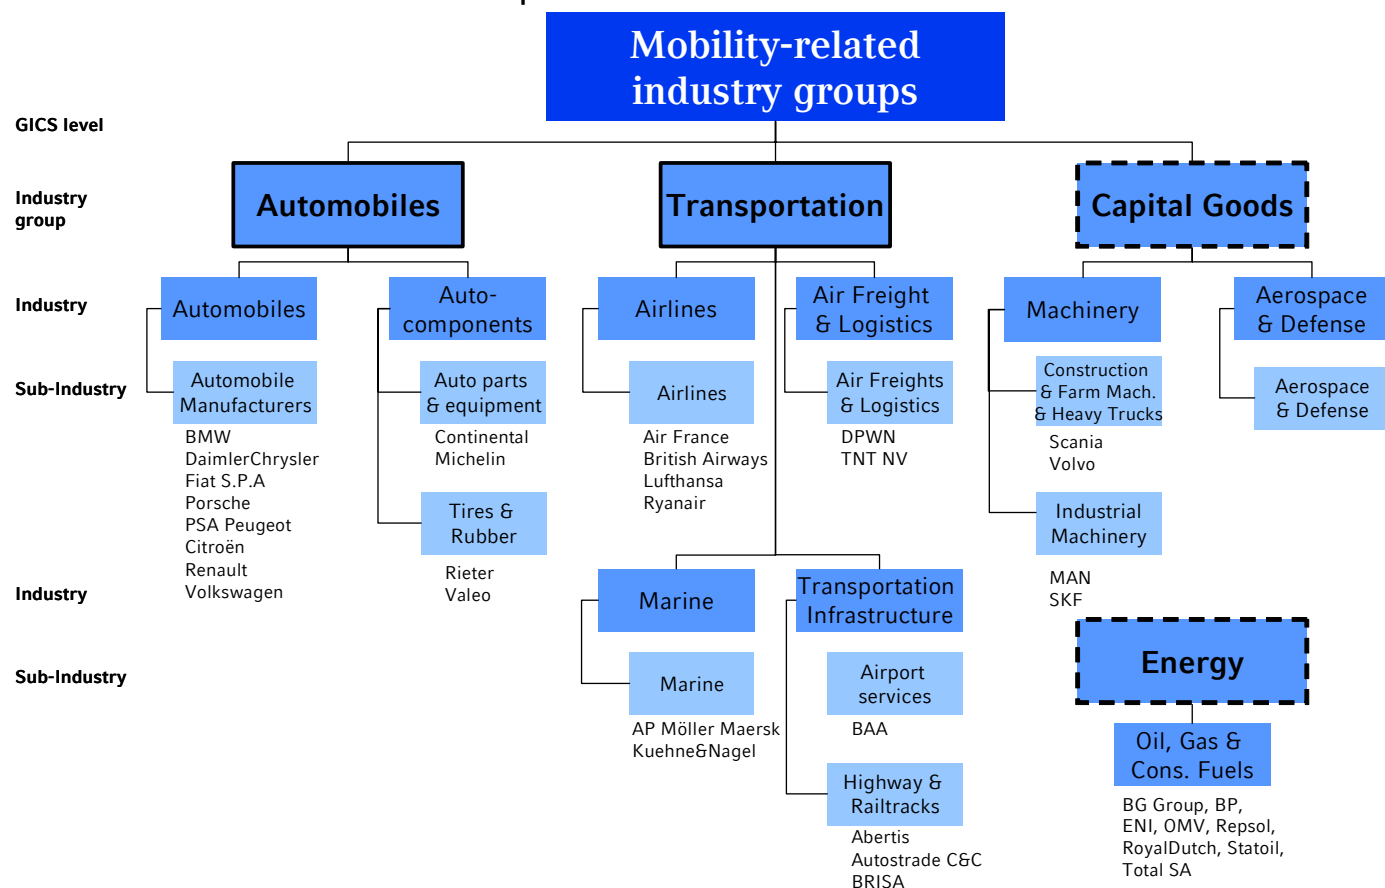 Mobility-related
industry groups
GICS level
Industry
group
Automobiles
Transportation
Capital Goods
Industry
Automobiles
Auto-
components
Airlines
Air Freight
& Logistics
Machinery
Aerospace
& Defense
Sub-Industry
Automobile
Manufacturers
BMW
DaimlerChrysler
Fiat S.P.A
Porsche
PSA Peugeot
Citroën
Renault
Volkswagen
Auto parts
& equipment
Continental
Michelin
Tires &
Rubber
Rieter
Valeo
Airlines
Air France
British Airways
Lufthansa
Ryanair
Air Freights
& Logistics
DPWN
TNT NV
Construction
& Farm Mach.
& Heavy Trucks
Scania
Volvo
Industrial
Machinery
MAN
SKF
Aerospace
& Defense
Industry
Marine
Transportation
Infrastructure
Sub-Industry
Marine
AP Möller Maersk
Kuehne&Nagel
Airport
services
BAA
Highway &
Railtracks
Abertis
Autostrade C&C
BRISA
Energy
Oil, Gas &
Cons. Fuels
BG Group, BP,
ENI, OMV, Repsol,
RoyalDutch, Statoil,
Total SA